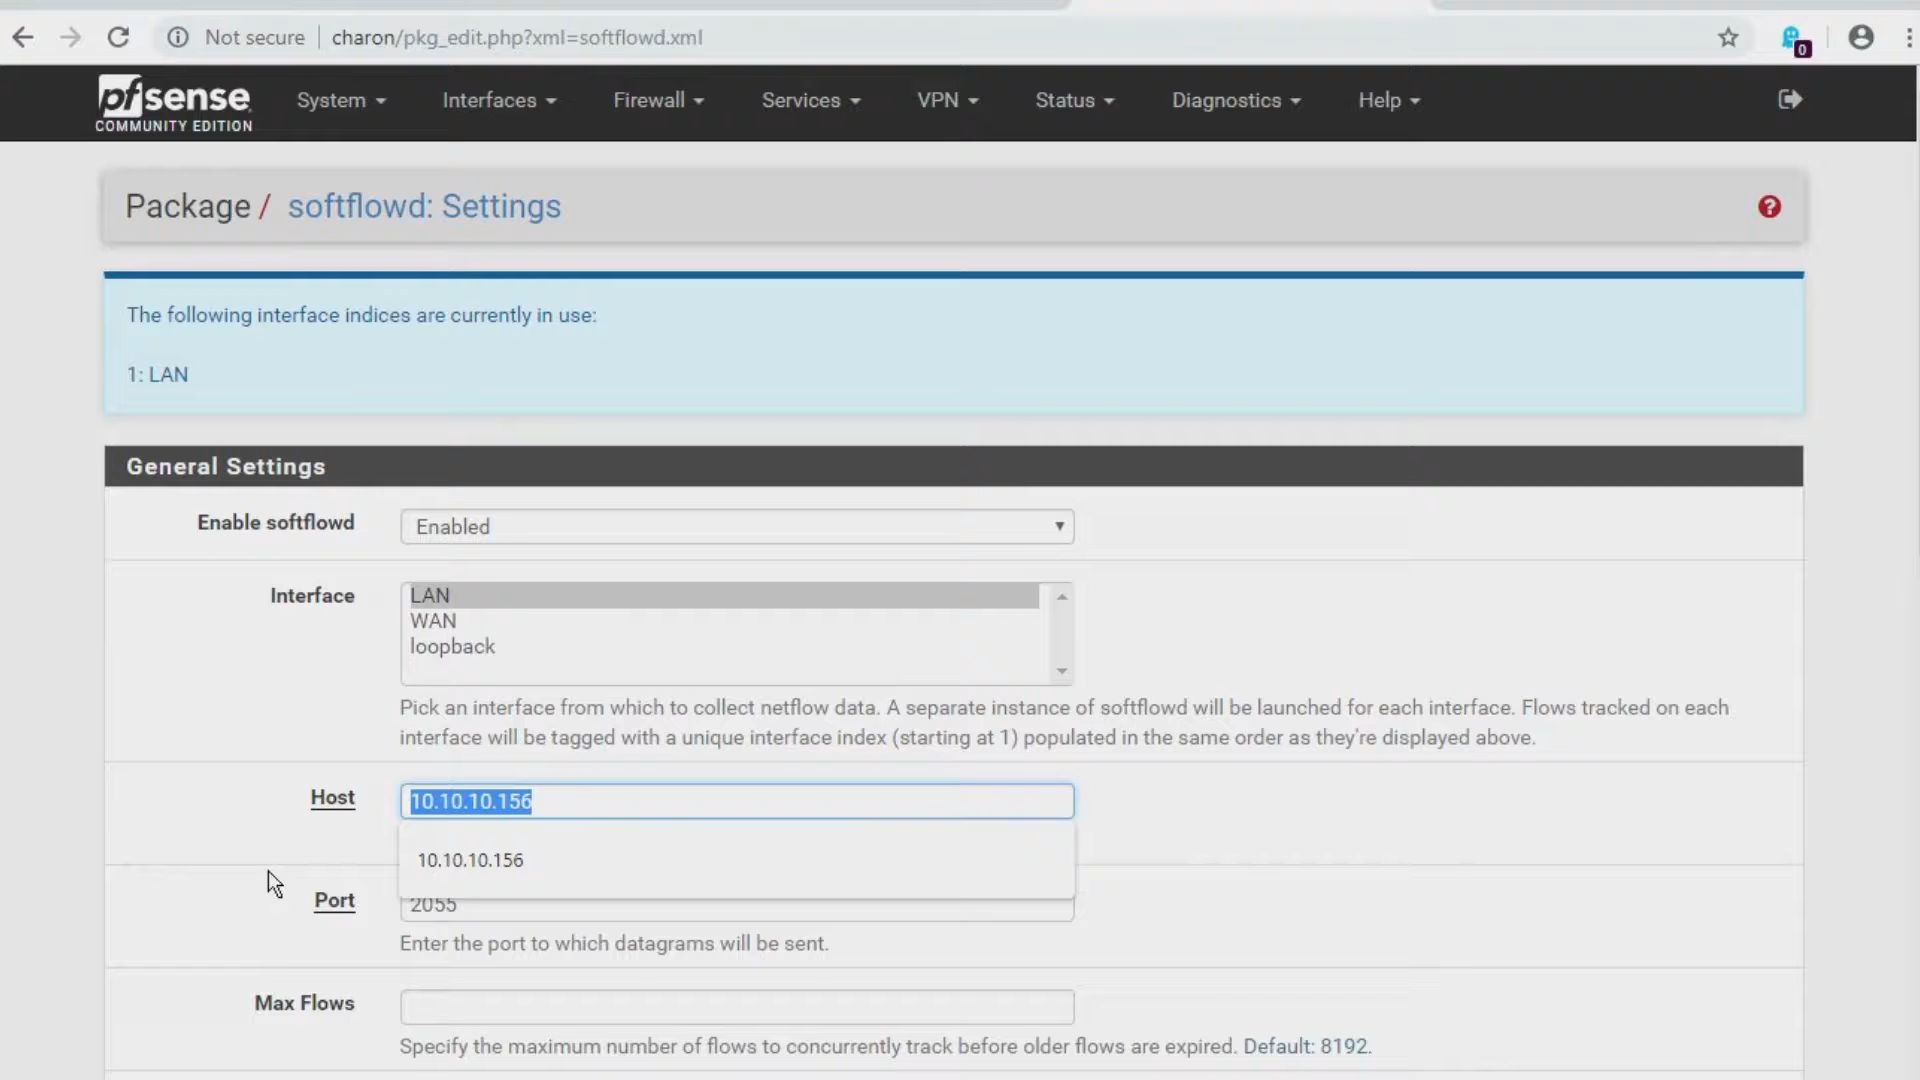 Not secure | charon/pkg_edit.php?xml=softflowd.xml
0
pfsense
COMMUNITY EDITION
System Interfaces Firewall Services VPN Status Diagnostics Help
Package / softflowd: Settings
The following interface indices are currently in use:
1: LAN
General Settings
Enable softflowd
Enabled
Interface
LAN
WAN
loopback
Pick an interface from which to collect netflow data. A separate instance of softflowd will be launched for each interface. Flows tracked on each
interface will be tagged with a unique interface index (starting at 1) populated in the same order as they're displayed above.
Host
10.10.10.156
10.10.10.156
Port
2055
Enter the port to which datagrams will be sent.
Max Flows
Specify the maximum number of flows to concurrently track before older flows are expired. Default: 8192.